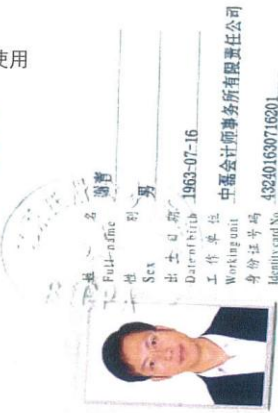 使用
姓 名
Full name
谢青
性 别
Sex
男
出 生 日 期
Date of birth
1963-07-16
工 作 单 位
Working unit
中磊会计师事务所有限责任公司
身份证号码
Identity card No.
432401630716201